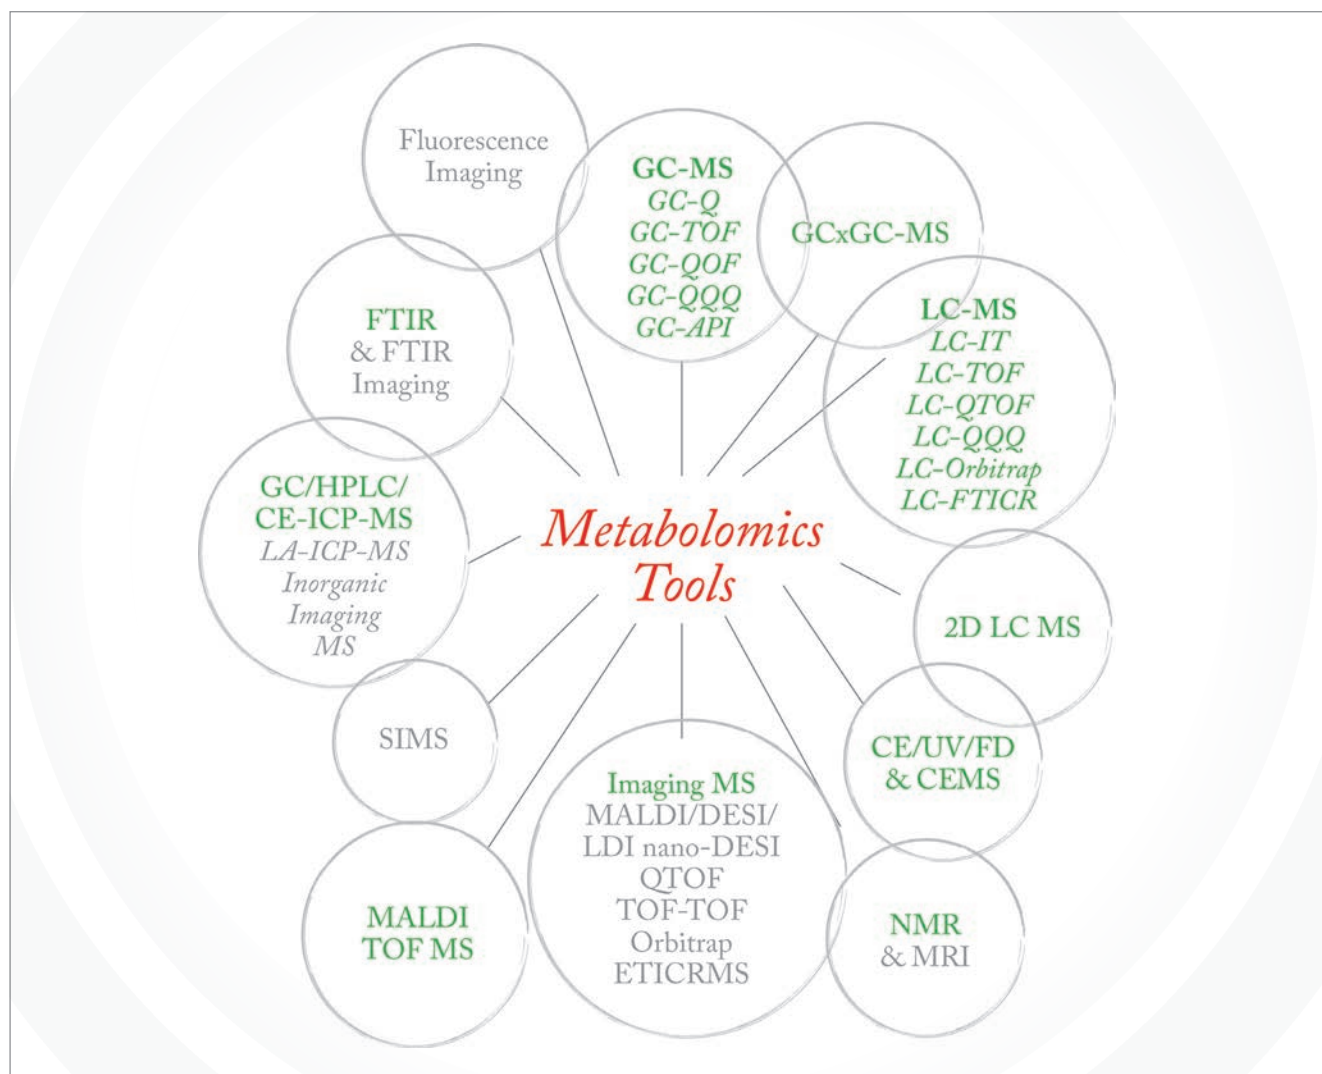 Fluorescence
Imaging
GC-MS
GC-Q
GC-TOF
GC-QOF
GC-QQQ
GC-API
GCxGC-MS
LC-MS
LC-IT
LC-TOF
LC-QTOF
LC-QQQ
LC-Orbitrap
LC-FTICR
FTIR
& FTIR
Imaging
GC/HPLC/
CE-ICP-MS
LA-ICP-MS
Inorganic
Imaging
MS
Metabolomics
Tools
2D LC MS
SIMS
CE/UV/FD
& CEMS
Imaging MS
MALDI/DESI/
LDI nano-DESI
QTOF
TOF-TOF
Orbitrap
ETICRMS
MALDI
TOF MS
NMR
& MRI